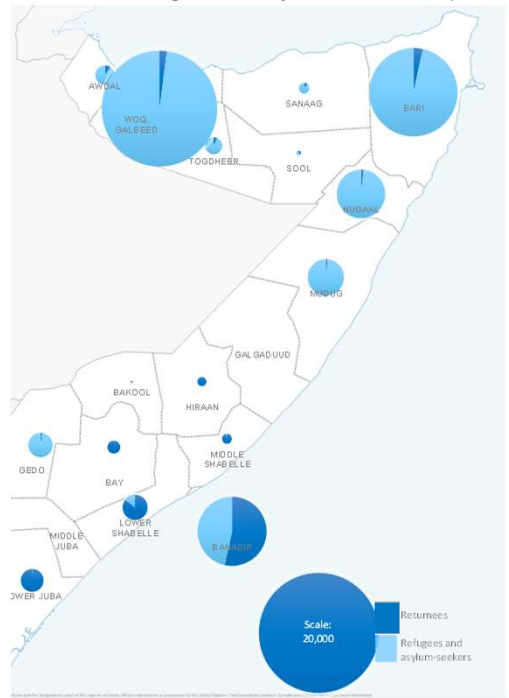 AWDAL
WOQ.
GALBEED
TOGDHEER
SANAAG
BARI
SOOL
NUGAAL
MUDUG
GALGADUUD
BAKOOL
HIRAAN
GEDO
BAY
MIDDLE
SHABELLE
LOWER
SHABELLE
MIDDLE
JUBA
BANADIR
OWER JUBA
Scale:
20,000
Returnees
Refugees and
asylum-seekers